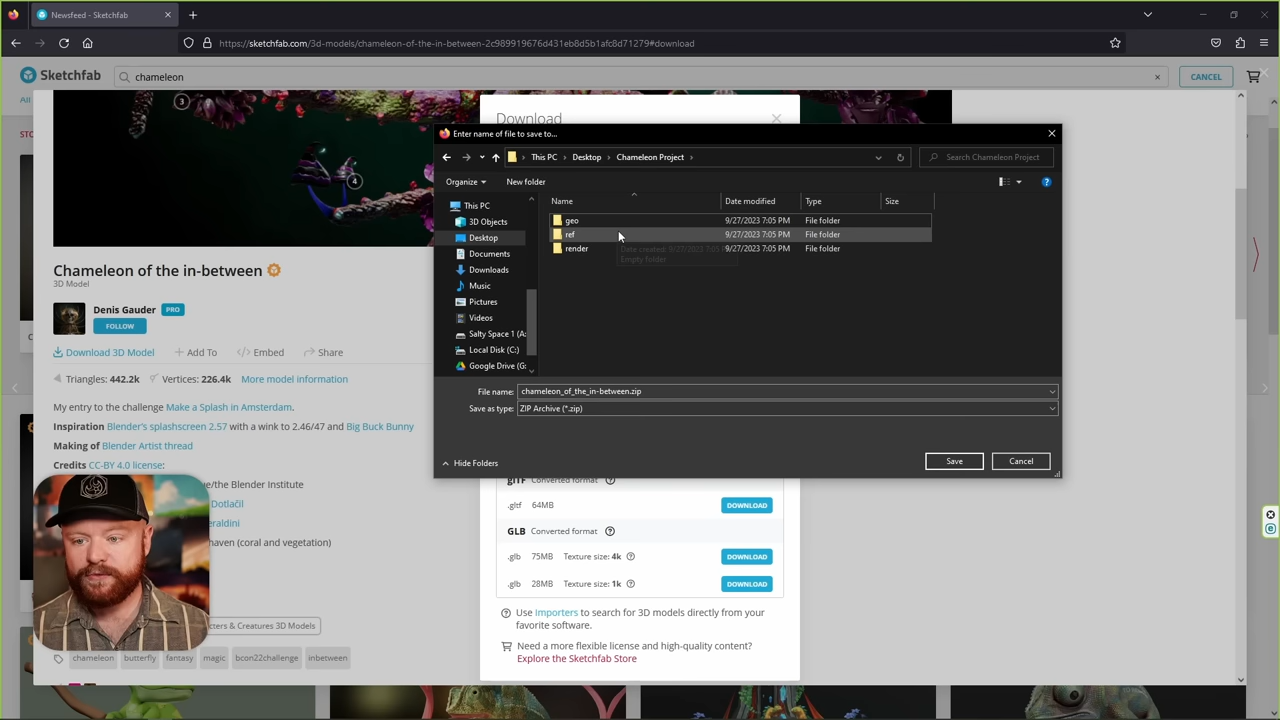 Newsfeed - Sketchfab
https://sketchfab.com/3d-models/chameleon-of-the-in-between-2c989919676d431eb8d5b1afc8d71279#download
Sketchfab
chameleon
CANCEL
All
3
4
Download
Enter name of file to save to...
This PC
Desktop
Chameleon Project
Search Chameleon Project
Organize
New folder
Name
Date modified
Type
Size
This PC
3D Objects
Desktop
Documents
Downloads
Music
Pictures
Videos
Salty Space 1 (A:
Local Disk (C:)
Google Drive (G:
geo
9/27/2023 7:05 PM
File folder
ref
9/27/2023 7:05 PM
File folder
render
9/27/2023 7:05 PM
File folder
Empty folder
File name:
chameleon_of_the_in-between.zip
Save as type:
ZIP Archive (*.zip)
Hide Folders
Save
Cancel
Chameleon of the in-between
3D Model
Denis Gauder
PRO
FOLLOW
Download 3D Model
Add To
Embed
Share
Triangles: 442.2k
Vertices: 226.4k
More model information
My entry to the challenge Make a Splash in Amsterdam.
Inspiration Blender's splashscreen 2.57 with a wink to 2.46/47 and Big Buck Bunny
Making of Blender Artist thread
Credits CC-BY 4.0 license:
/the Blender Institute
Dotlačil
(coral and vegetation)
& Creatures 3D Models
chameleon
butterfly
fantasy
magic
bcon22challenge
inbetween
glTF Converted format
.gltf 64MB
DOWNLOAD
GLB Converted format
.glb 75MB Texture size: 4k
DOWNLOAD
.glb 28MB Texture size: 1k
DOWNLOAD
Use Importers to search for 3D models directly from your
favorite software.
Need a more flexible license and high-quality content?
Explore the Sketchfab Store